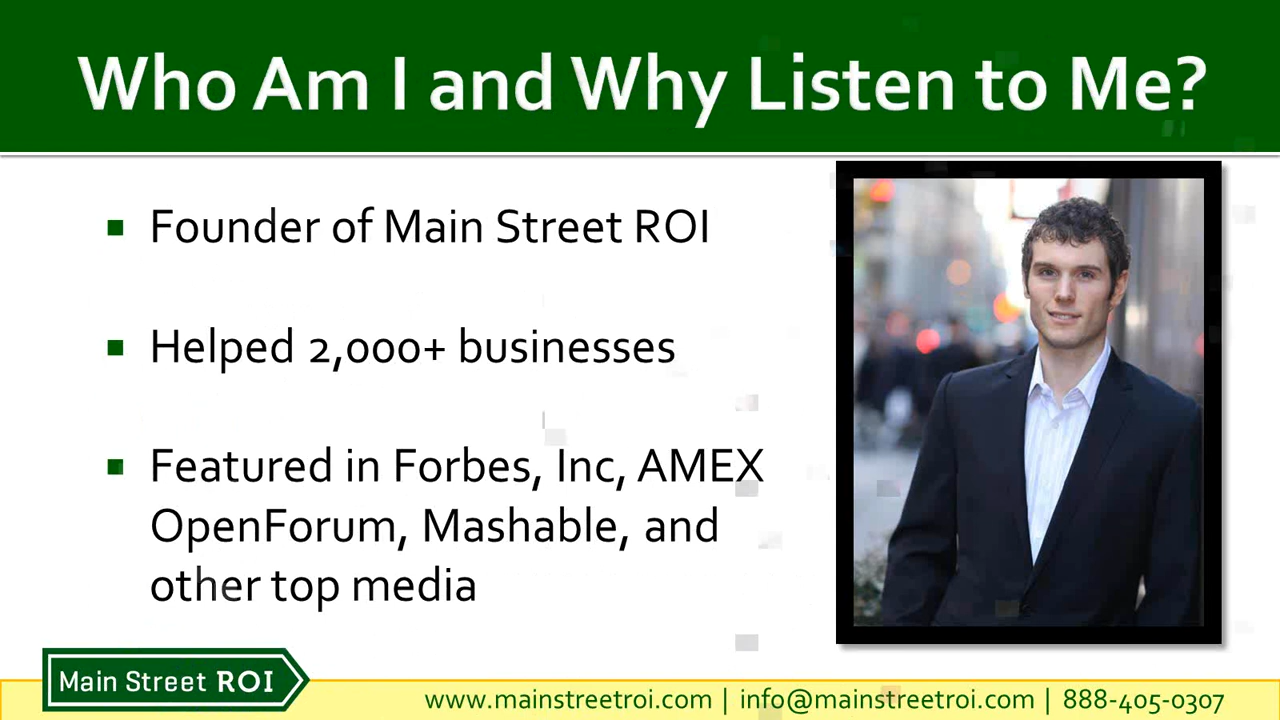 Who Am I and Why Listen to Me?
Founder of Main Street ROI
Helped 2,000+ businesses
Featured in Forbes, Inc, AMEX
OpenForum, Mashable, and
other top media
Main Street ROI
www.mainstreetroi.com | info@mainstreetroi.com | 888-405-0307